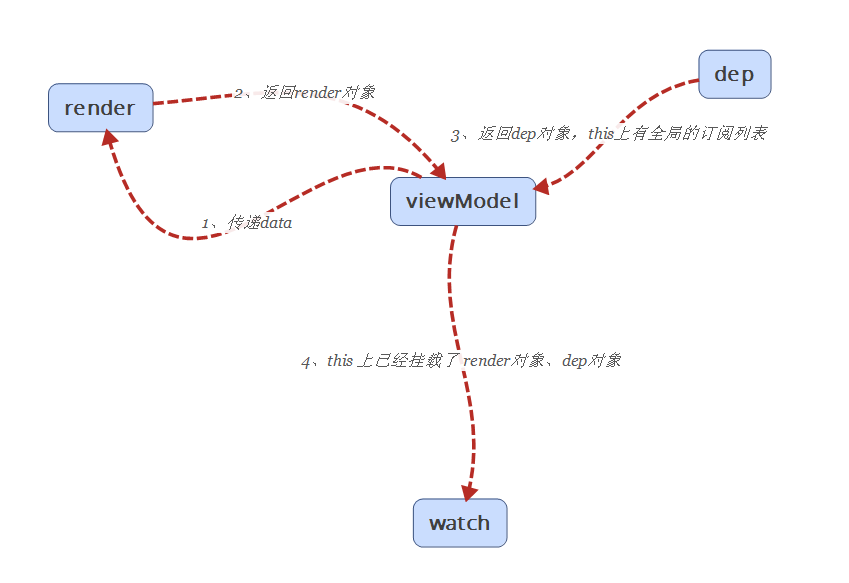 dep
render
2、返回render对象
3、返回dep对象，this上有全局的订阅列表
viewModel
1、传递data
4、this 上已经挂载了 render对象、dep对象
watch